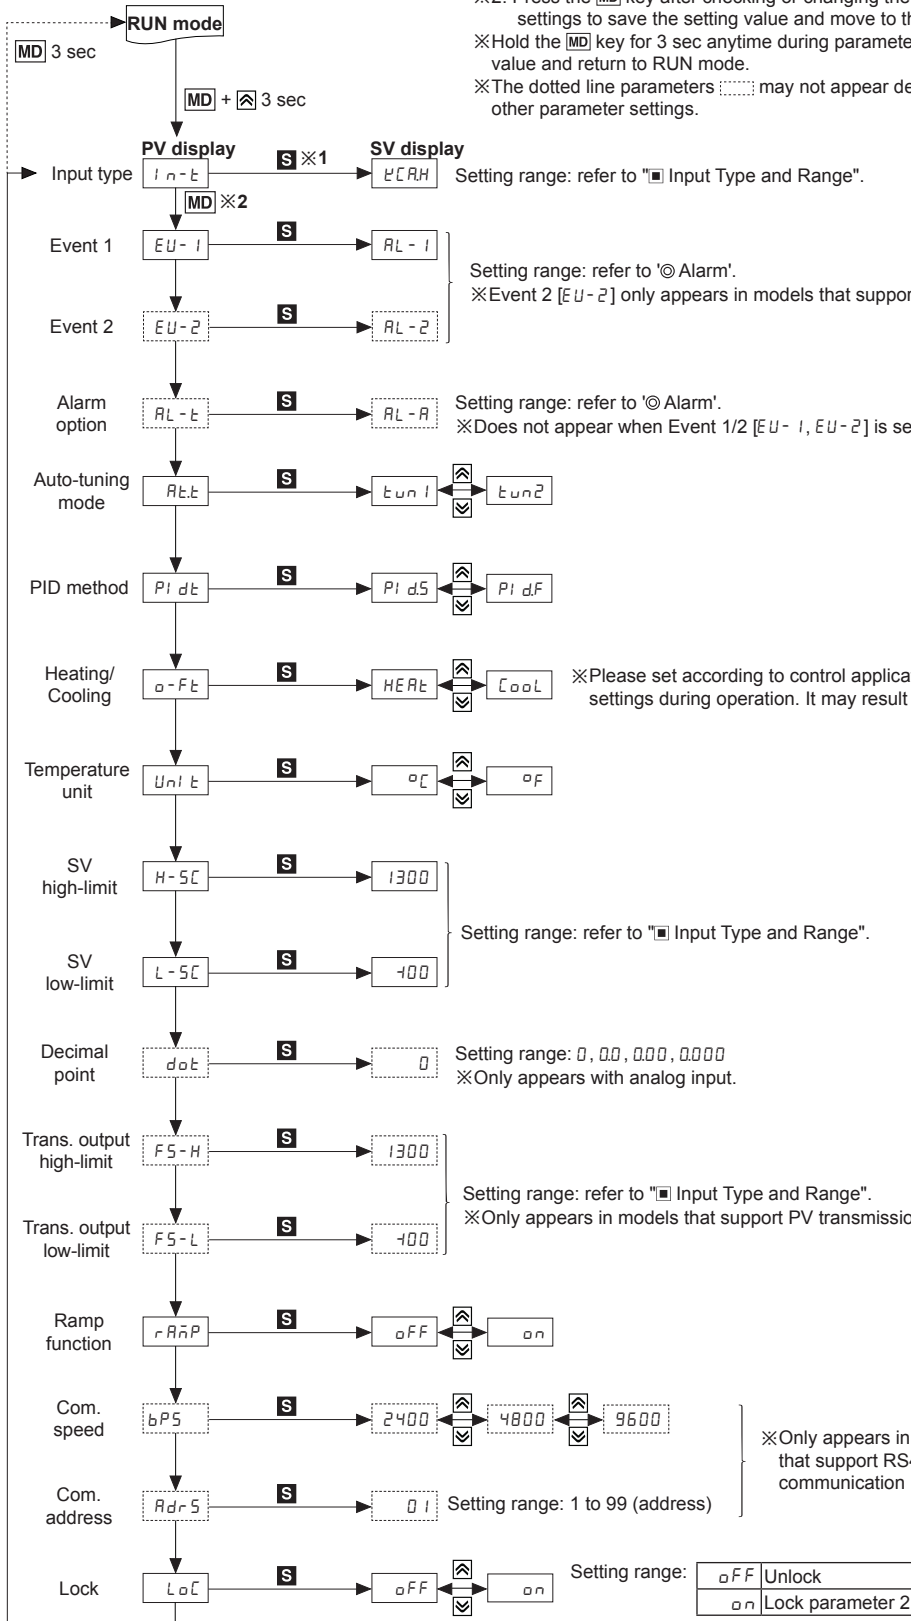 RUN mode
※2: Press the MD key after checking or changing the
settings to save the setting value and move to th
MD 3 sec
※Hold the MD key for 3 sec anytime during paramete
value and return to RUN mode.
※The dotted line parameters may not appear de
other parameter settings.
MD + 3 sec
PV display S ※1 SV display
Input type In-t KCA.H Setting range: refer to "▣ Input Type and Range".
MD ※2
Event 1 EU-1 S AL-1
Setting range: refer to '◎ Alarm'.
※Event 2 [EU-2] only appears in models that suppor
Event 2 EU-2 S AL-2
Alarm option AL-t S AL-A Setting range: refer to '◎ Alarm'.
※Does not appear when Event 1/2 [EU-1, EU-2] is se
Auto-tuning mode At.t S tun1 tun2
PID method PIdt S PId.S PId.F
Heating/ Cooling o-Ft S HEAt CooL ※Please set according to control applica
settings during operation. It may result
Temperature unit UnIt S °C °F
SV high-limit H-SC S 1300
Setting range: refer to "▣ Input Type and Range".
SV low-limit L-SC S -100
Decimal point dot S 0 Setting range: 0, 0.0, 0.00, 0.000
※Only appears with analog input.
Trans. output high-limit FS-H S 1300
Setting range: refer to "▣ Input Type and Range".
※Only appears in models that support PV transmissio
Trans. output low-limit FS-L S -100
Ramp function rAmP S oFF on
Com. speed bPS S 2400 4800 9600
※Only appears in
that support RS4
communication
Com. address AdrS S 01 Setting range: 1 to 99 (address)
Lock LoC S oFF on Setting range: oFF Unlock
on Lock parameter 2